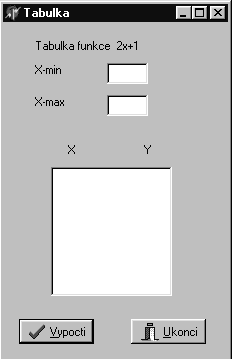 Tabulka
Tabulka funkce 2x+1
X-min
X-max
X Y
Vypocti Ukonci